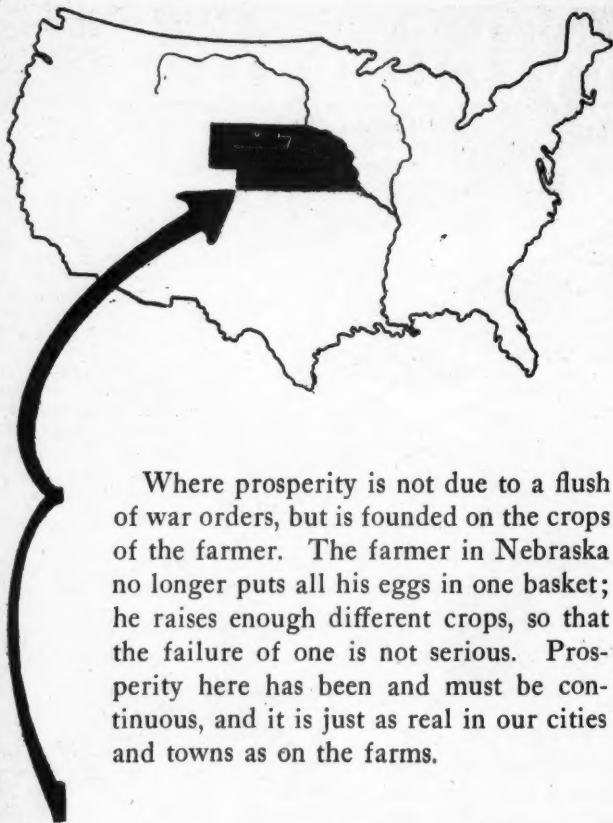 Where prosperity is not due to a flush
of war orders, but is founded on the crops
of the farmer. The farmer in Nebraska
no longer puts all his eggs in one basket;
he raises enough different crops, so that
the failure of one is not serious. Pros-
perity here has been and must be con-
tinuous, and it is just as real in our cities
and towns as on the farms.